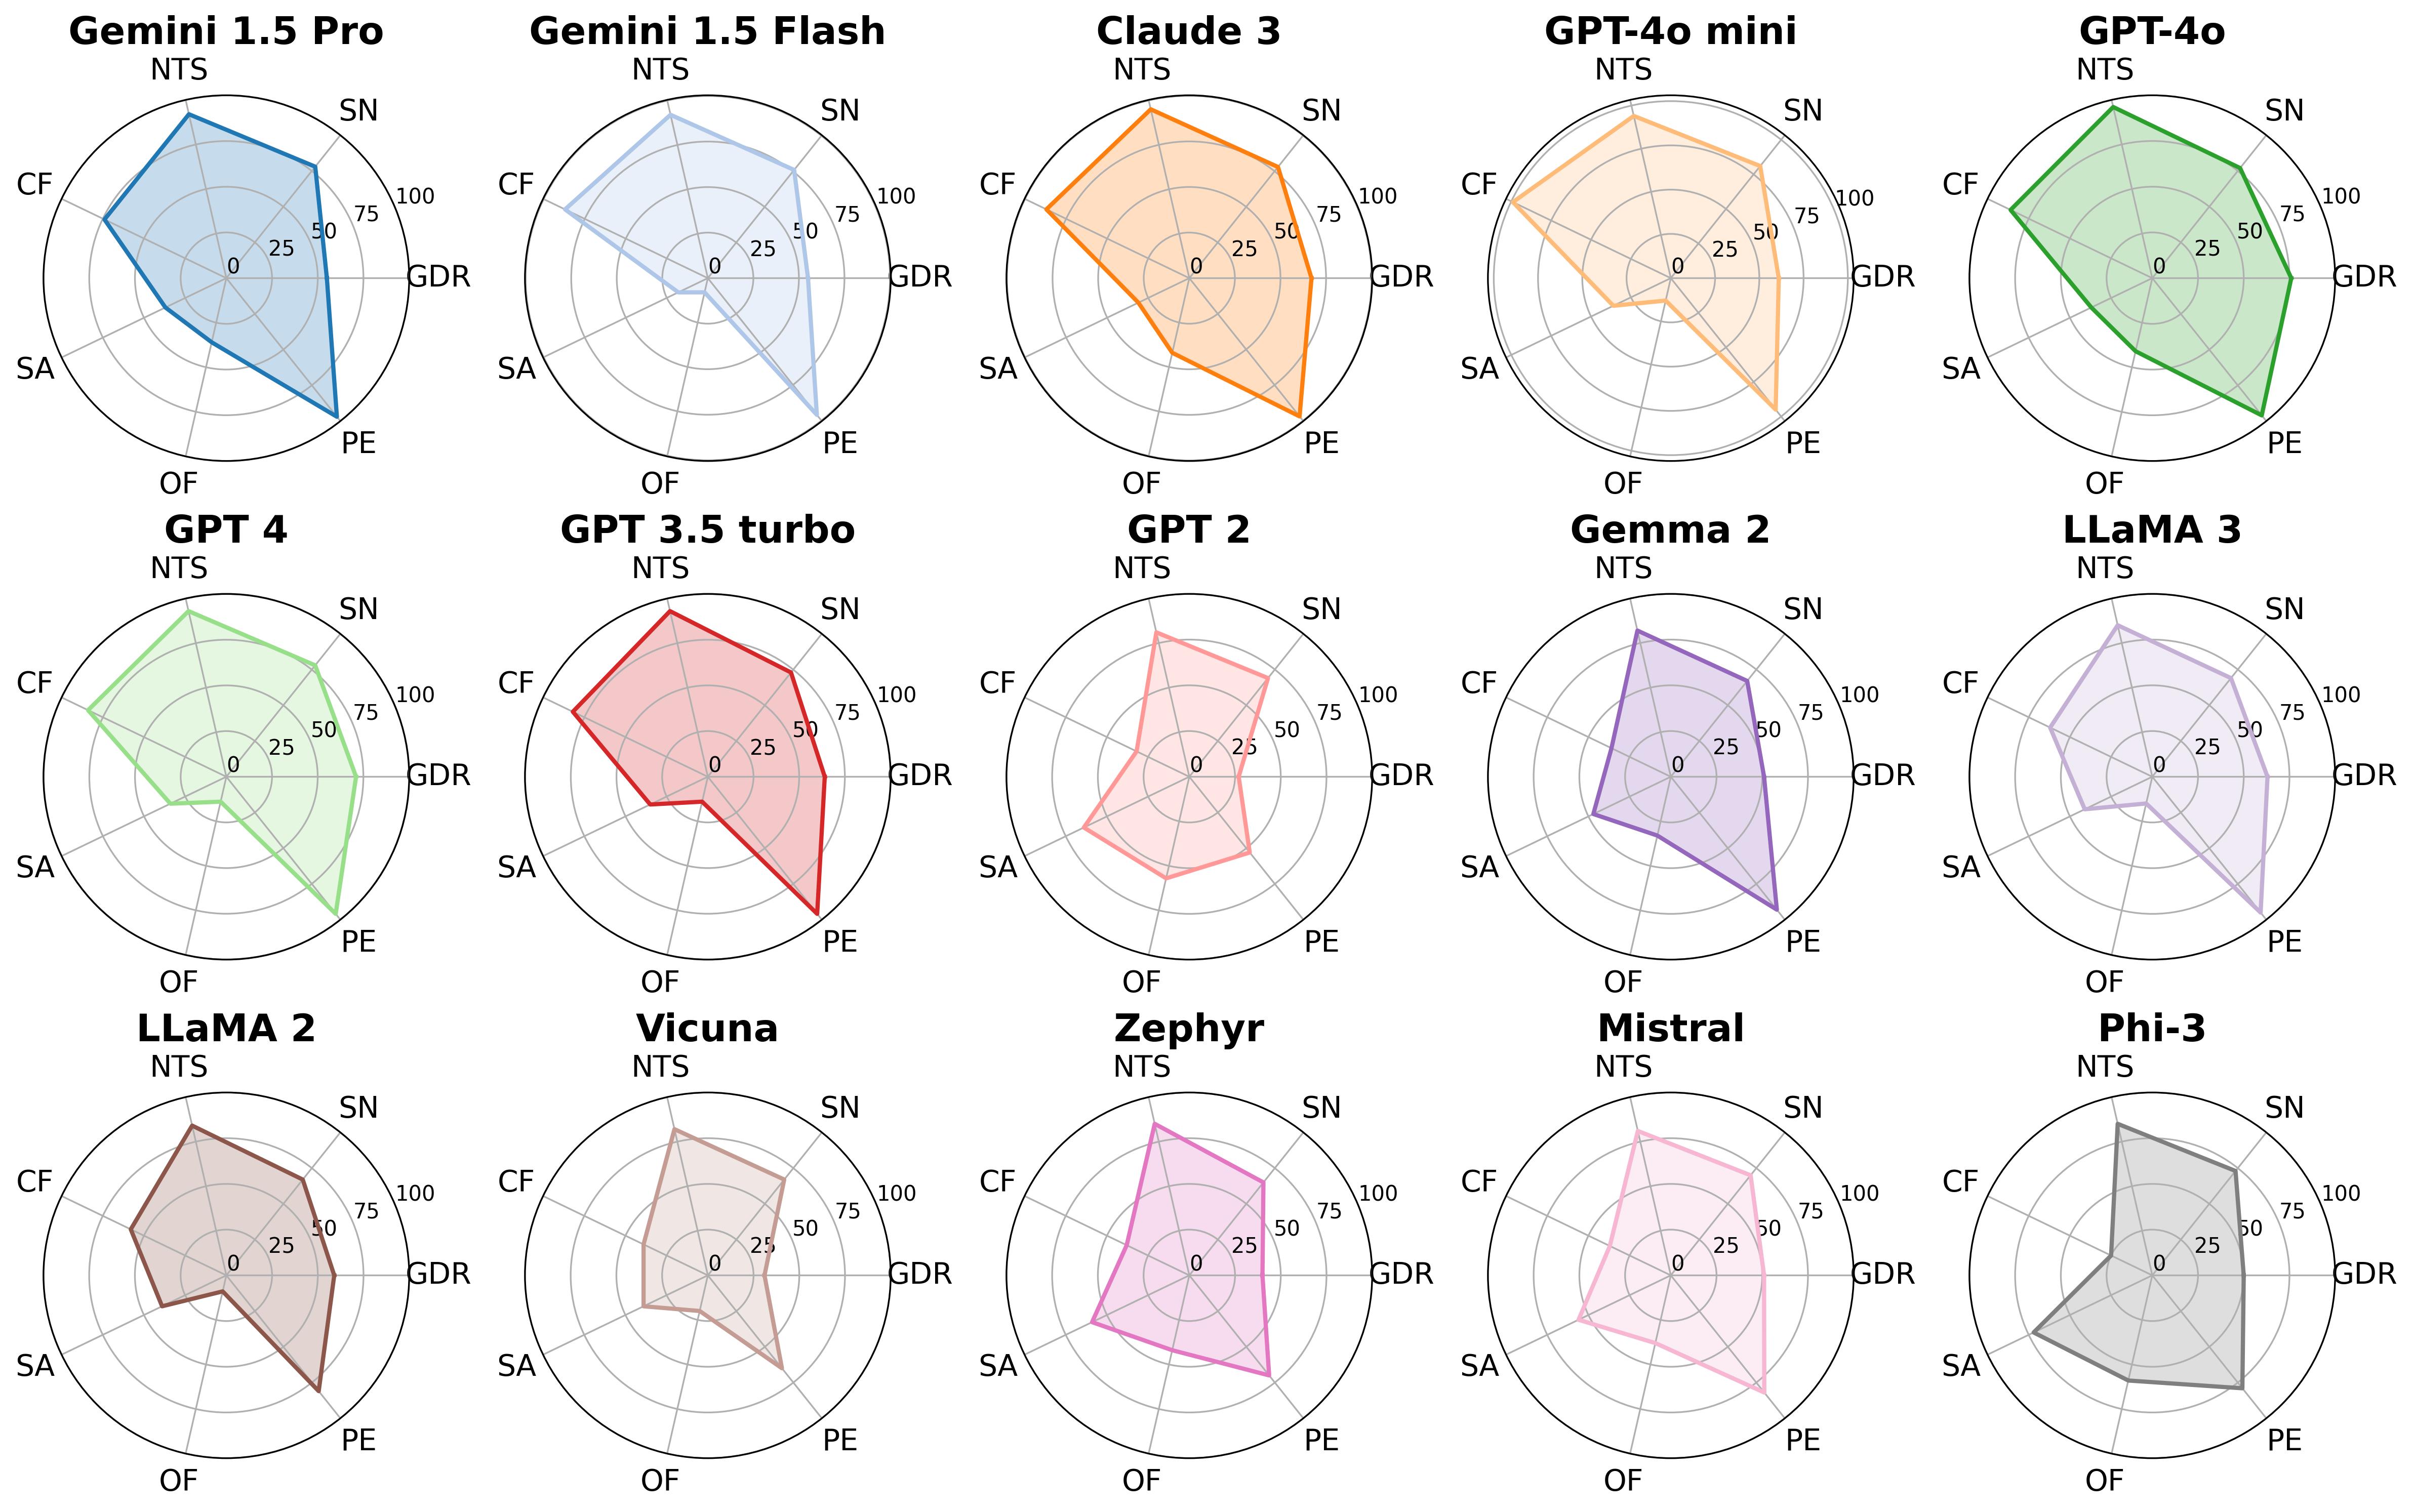 Gemini 1.5 Pro
NTS
SN
CF
100
75
50
25
0
GDR
SA
PE
OF
Gemini 1.5 Flash
NTS
SN
CF
100
75
50
25
0
GDR
SA
PE
OF
Claude 3
NTS
SN
CF
100
75
50
25
0
GDR
SA
PE
OF
GPT-4o mini
NTS
SN
CF
100
75
50
25
0
GDR
SA
PE
OF
GPT-4o
NTS
SN
CF
100
75
50
25
0
GDR
SA
PE
OF
GPT 4
NTS
SN
CF
100
75
50
25
0
GDR
SA
PE
OF
GPT 3.5 turbo
NTS
SN
CF
100
75
50
25
0
GDR
SA
PE
OF
GPT 2
NTS
SN
CF
100
75
50
25
0
GDR
SA
PE
OF
Gemma 2
NTS
SN
CF
100
75
50
25
0
GDR
SA
PE
OF
LLaMA 3
NTS
SN
CF
100
75
50
25
0
GDR
SA
PE
OF
LLaMA 2
NTS
SN
CF
100
75
50
25
0
GDR
SA
PE
OF
Vicuna
NTS
SN
CF
100
75
50
25
0
GDR
SA
PE
OF
Zephyr
NTS
SN
CF
100
75
50
25
0
GDR
SA
PE
OF
Mistral
NTS
SN
CF
100
75
50
25
0
GDR
SA
PE
OF
Phi-3
NTS
SN
CF
100
75
50
25
0
GDR
SA
PE
OF